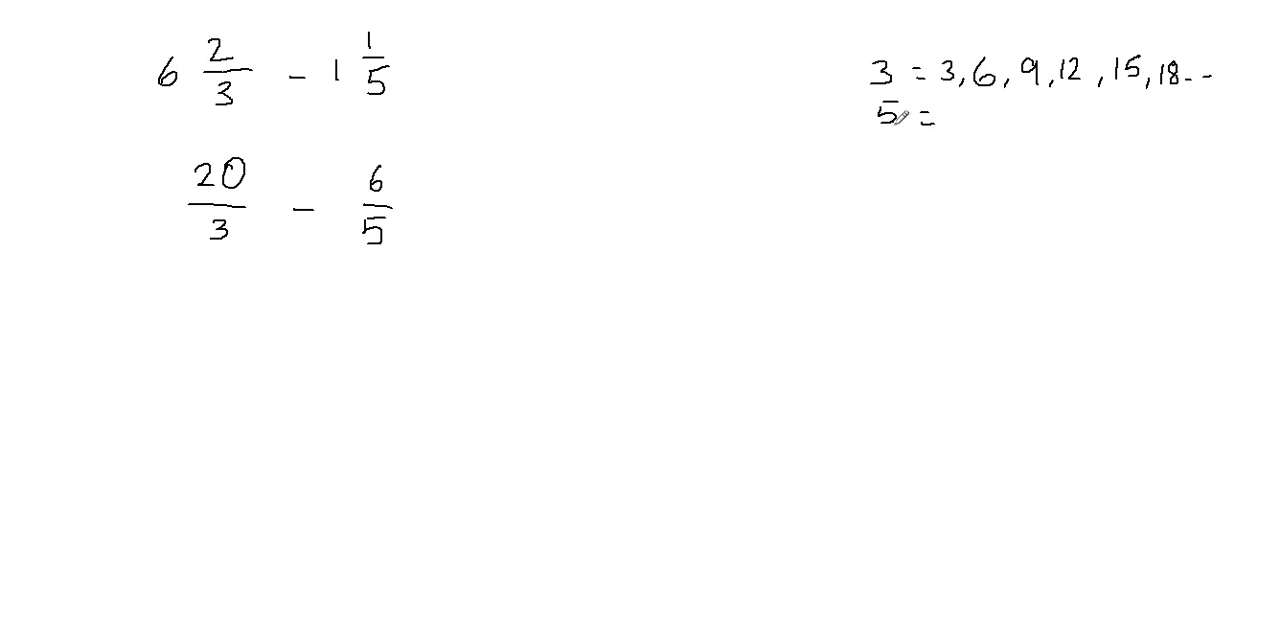 6 2/3 - 1 1/5
20/3 - 6/5
3 = 3, 6, 9, 12, 15, 18--
5 =